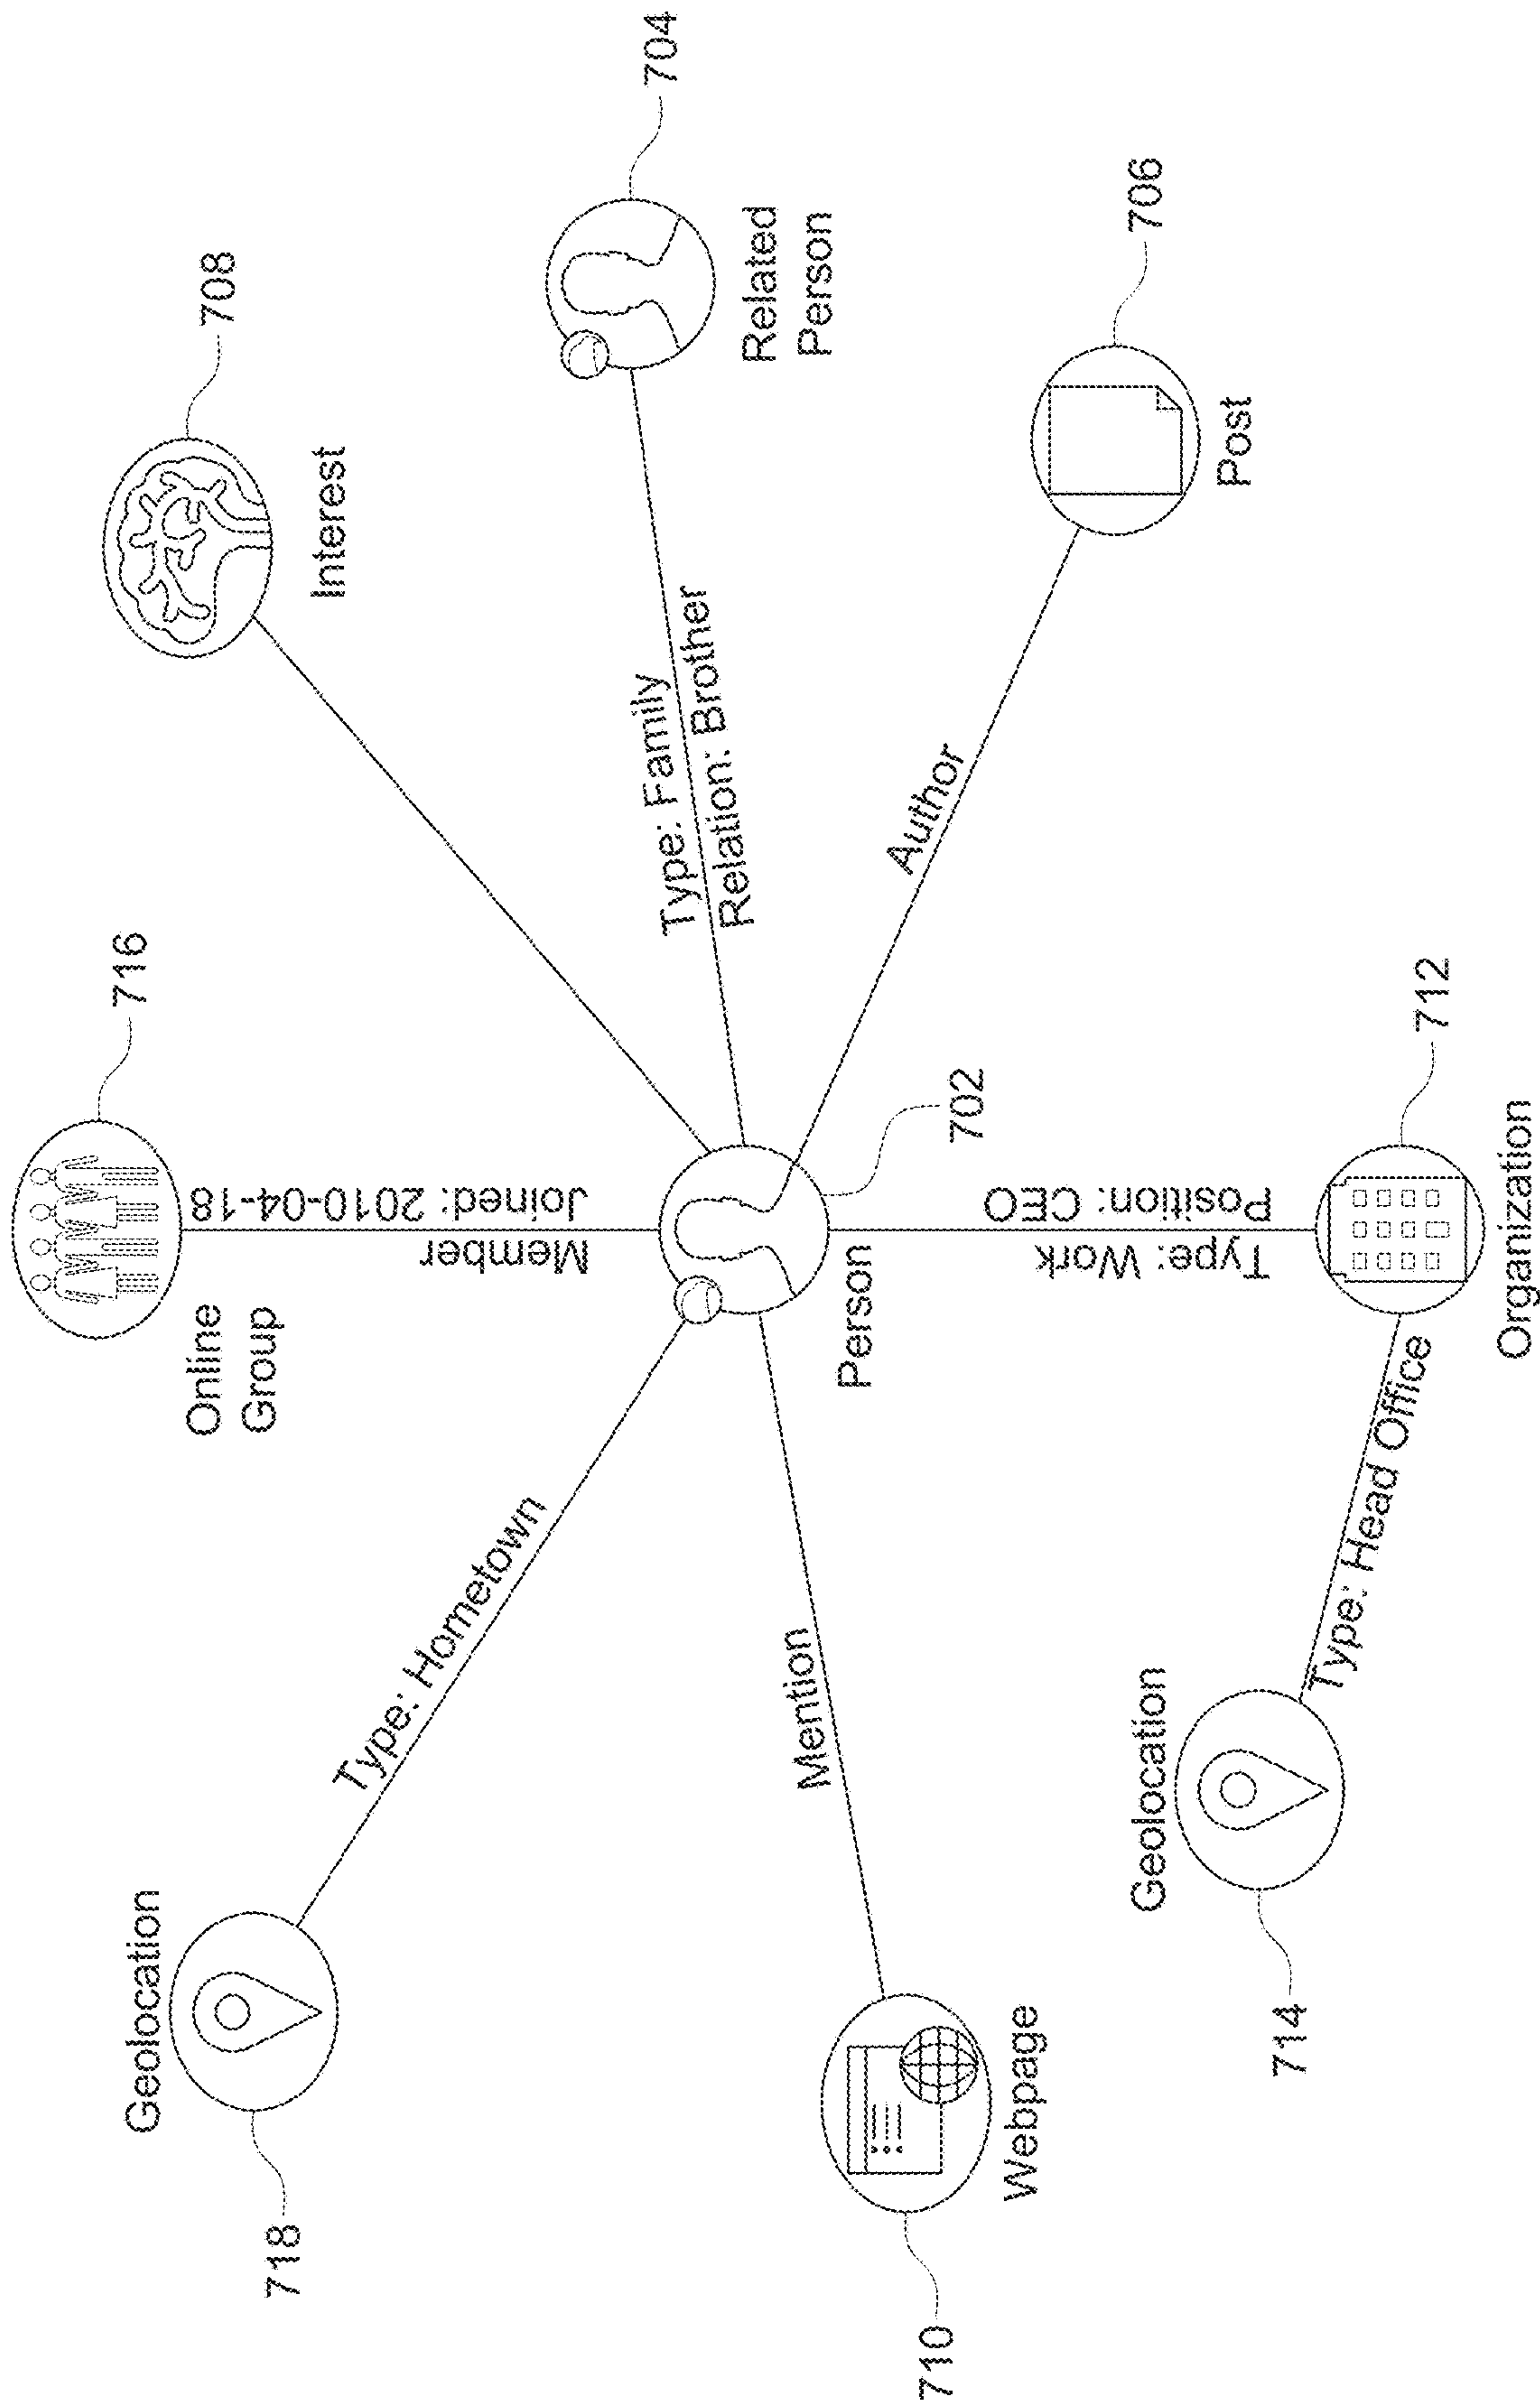 716
Online
Group
Member
Joined: 2010-04-18
708
Interest
Geolocation
718
Type: Hometown
704
Related
Person
Type: Family
Relation: Brother
702
Person
Mention
710
Webpage
Author
706
Post
Type: Work
Position: CEO
Geolocation
714
Type: Head Office
712
Organization